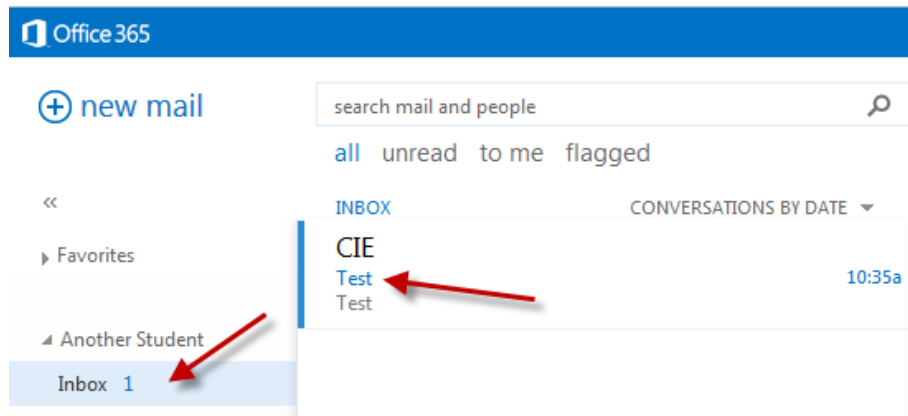 Office 365
new mail
search mail and people
all unread to me flagged
«
INBOX CONVERSATIONS BY DATE
Favorites
CIE
Test 10:35a
Test
Another Student
Inbox 1